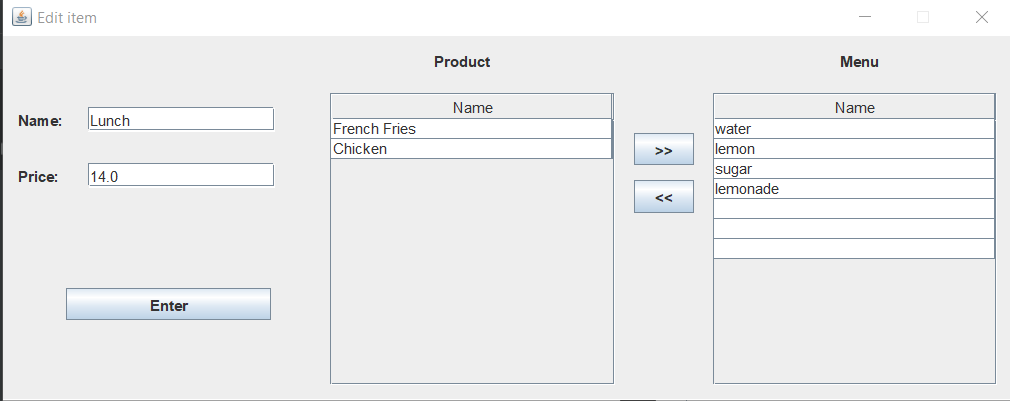 Edit item
Product
Menu
Name: Lunch
Price: 14.0
Enter
Name
French Fries
Chicken
>>
<<
Name
water
lemon
sugar
lemonade